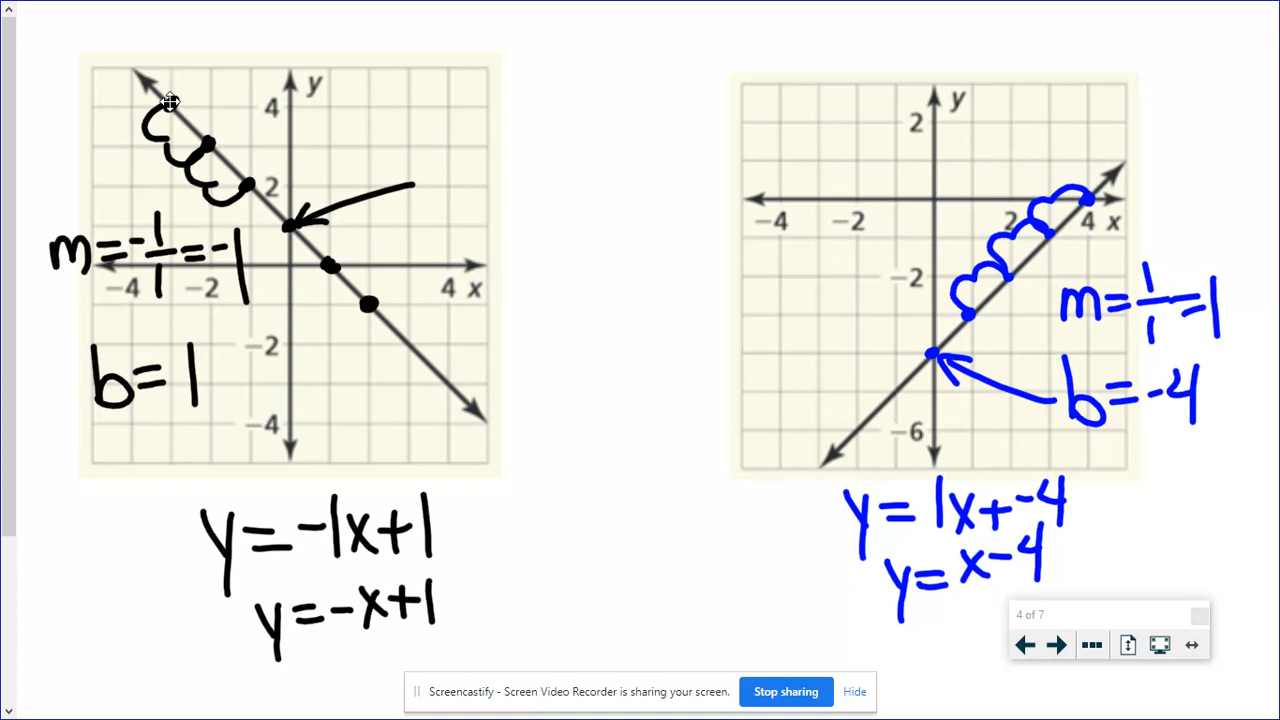 y
4
2
-4
-2
4
x
-2
-4
m = -1/1 = -1
b = 1
y = -1x + 1
y = -x + 1
y
2
-4
-2
2
4
x
-2
-6
m = 1/1 = 1
b = -4
y = 1x + -4
y = x - 4
4 of 7
Screencastify - Screen Video Recorder is sharing your screen.
Stop sharing
Hide